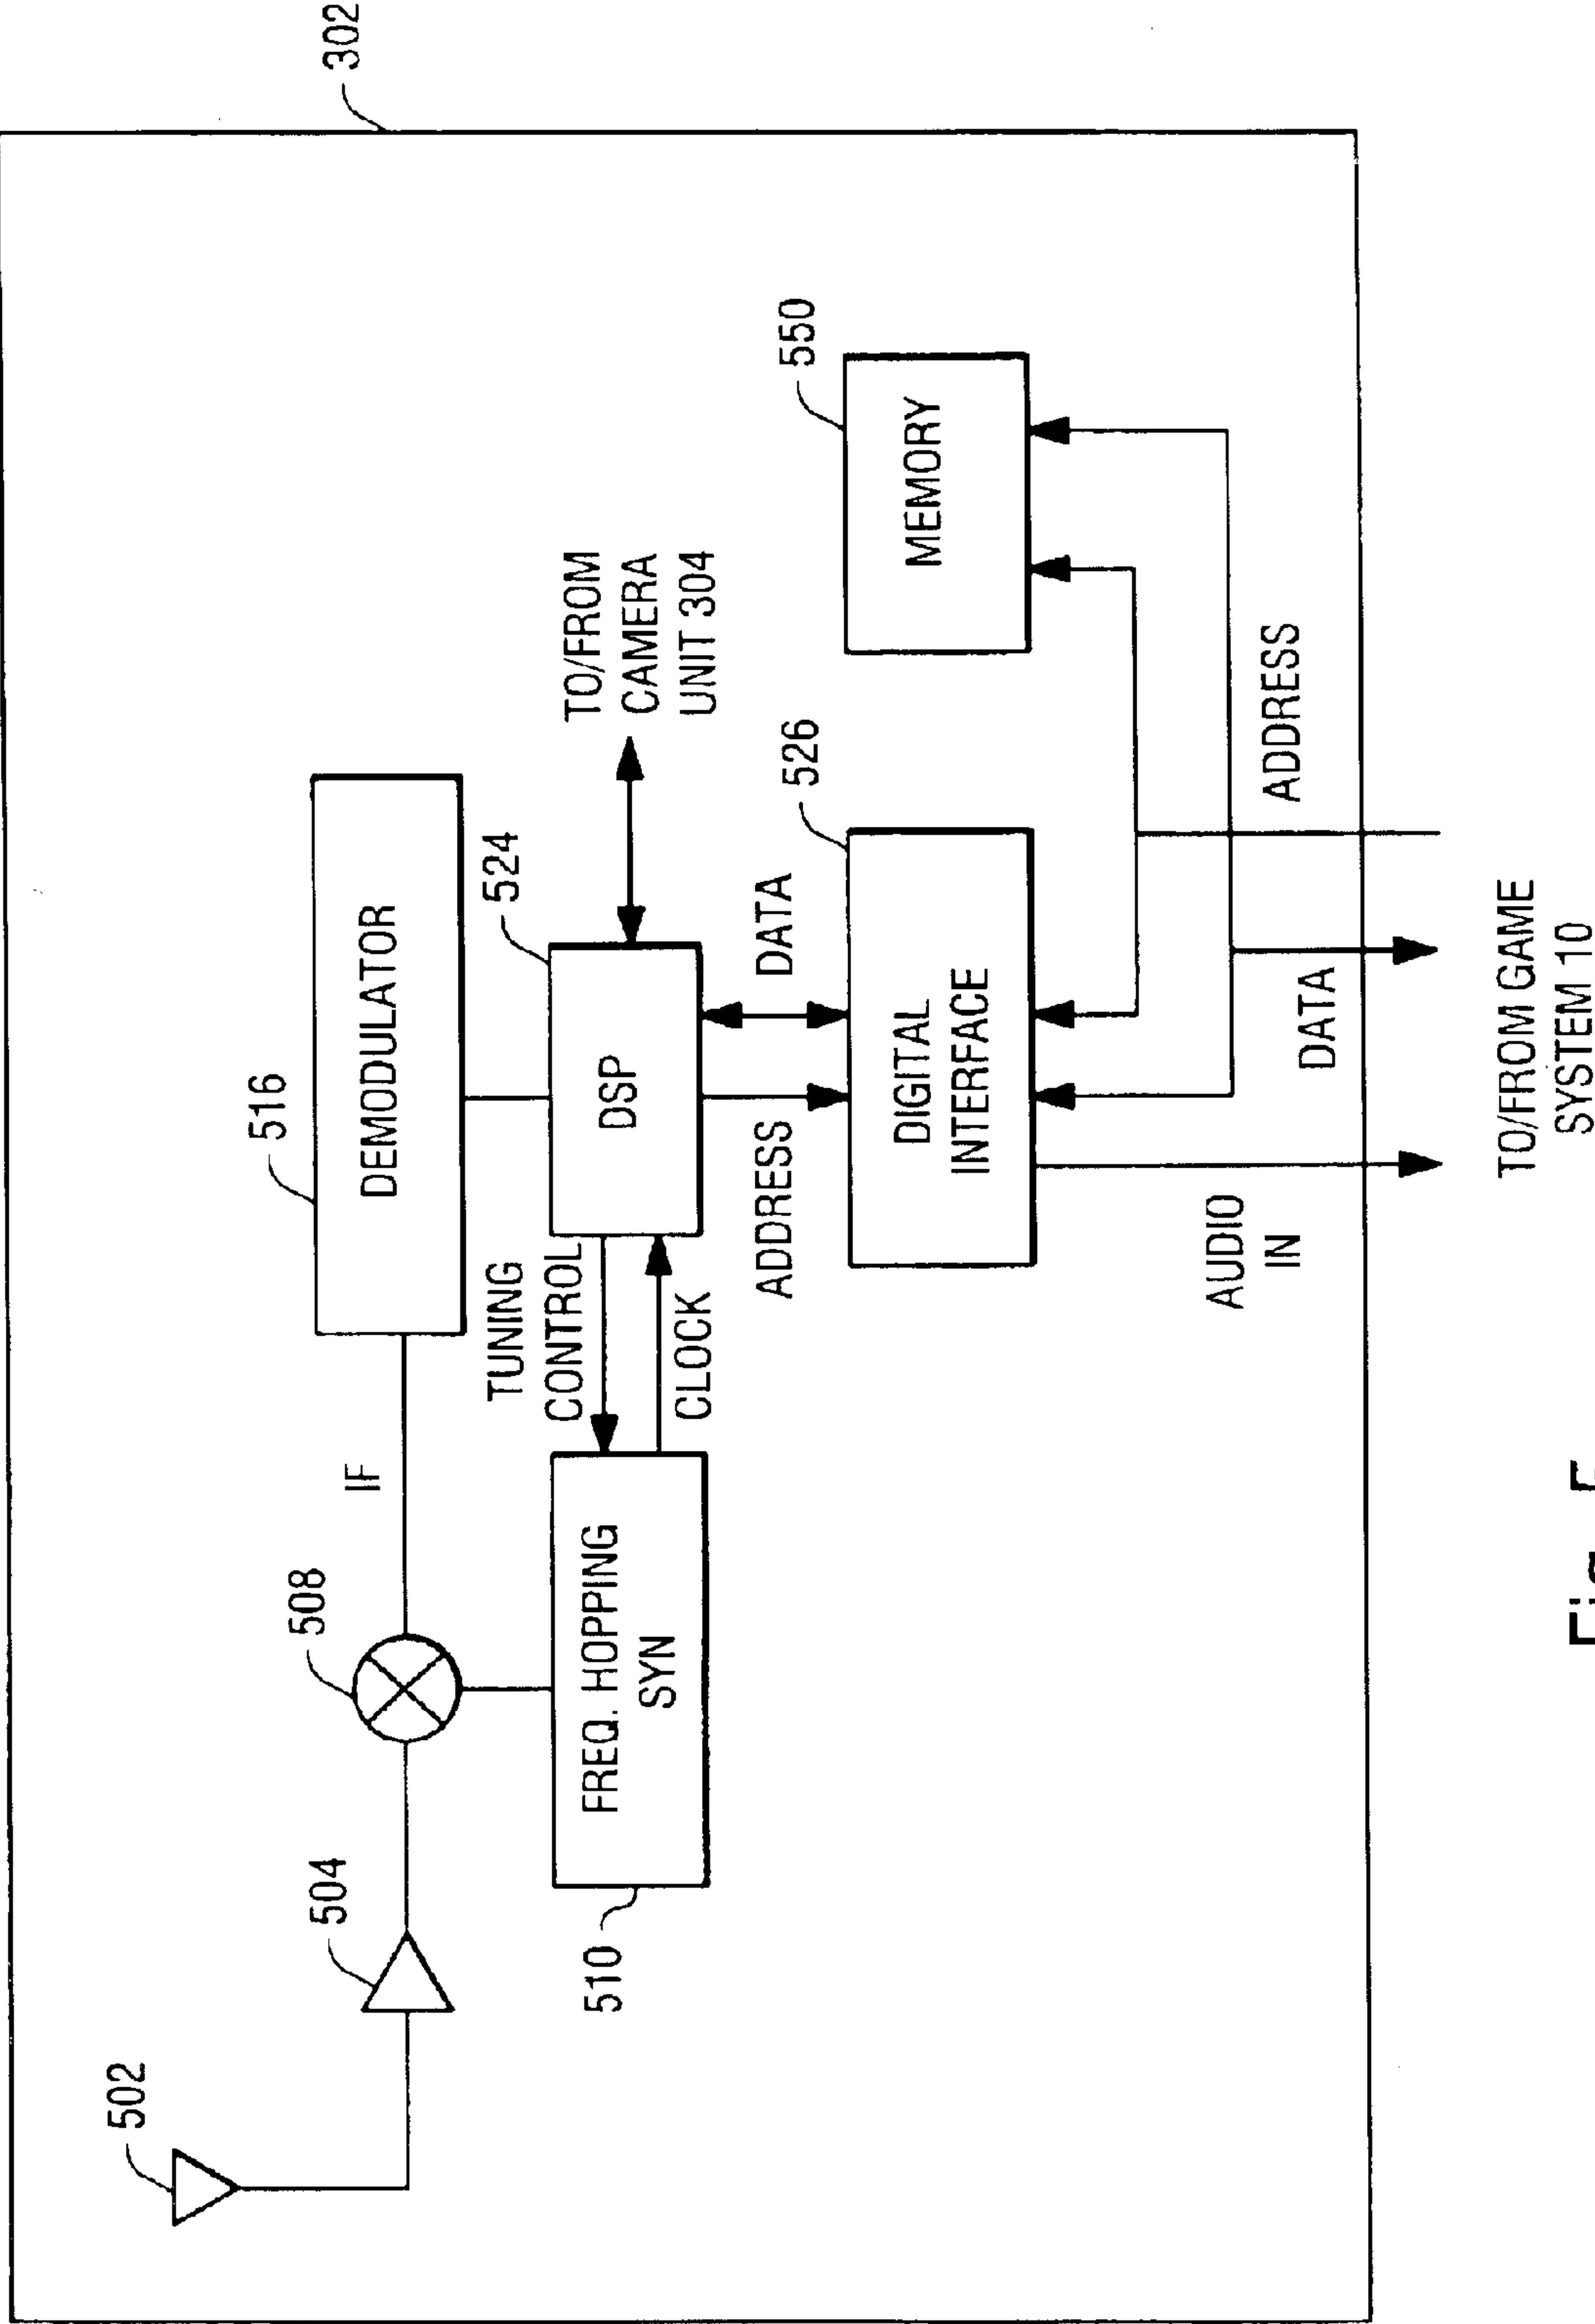 302
502
504
508
IF
516
DEMODULATOR
510
FREQ. HOPPING
SYN
TUNING
CONTROL
CLOCK
524
DSP
TO/FROM
CAMERA
UNIT 304
ADDRESS
DATA
526
DIGITAL
INTERFACE
550
MEMORY
AUDIO
IN
DATA
ADDRESS
TO/FROM GAME
SYSTEM 10